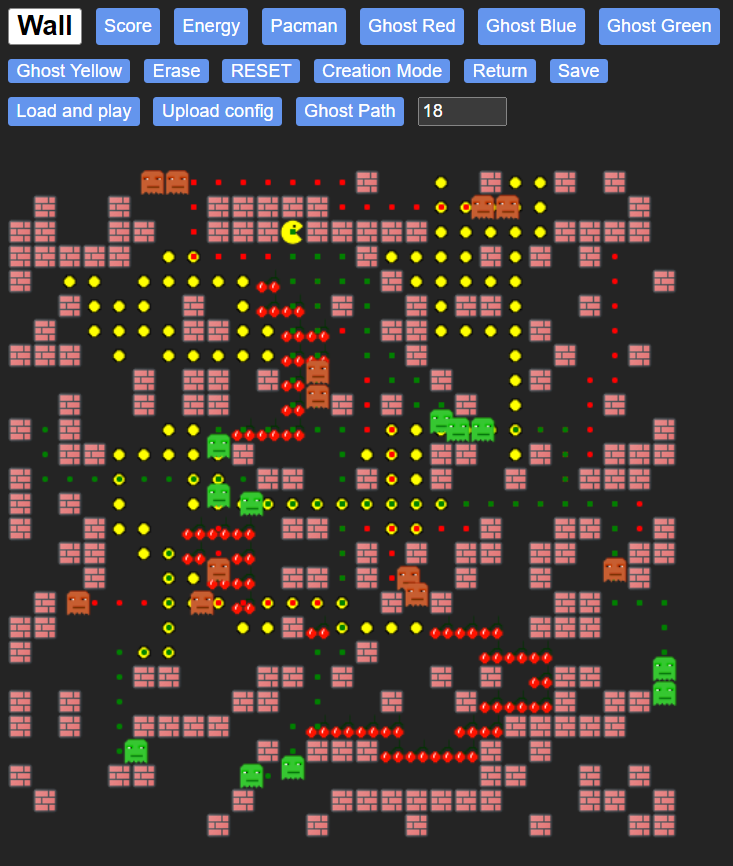 Wall Score Energy Pacman Ghost Red Ghost Blue Ghost Green
Ghost Yellow Erase RESET Creation Mode Return Save
Load and play Upload config Ghost Path 18